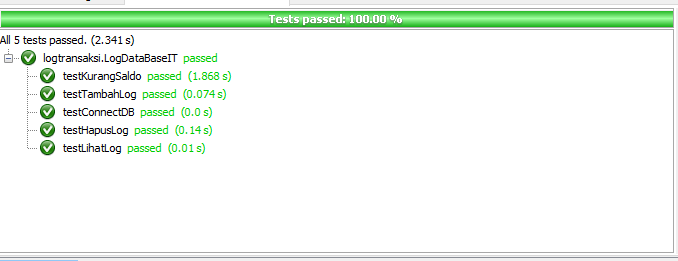 Tests passed: 100.00 %
All 5 tests passed. (2.341 s)
logtransaksi.LogDataBaseIT passed
testKurangSaldo passed (1.868 s)
testTambahLog passed (0.074 s)
testConnectDB passed (0.0 s)
testHapusLog passed (0.14 s)
testLihatLog passed (0.01 s)